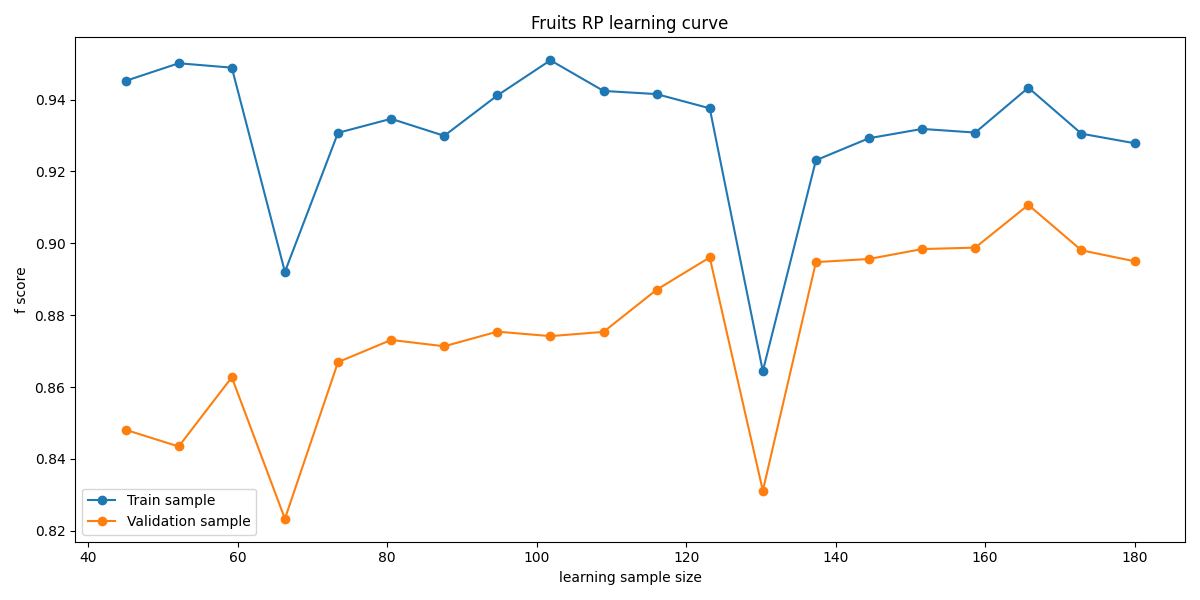 Fruits RP learning curve
f score
0.94
0.92
0.90
0.88
0.86
0.84
0.82
Train sample
Validation sample
40 60 80 100 120 140 160 180
learning sample size